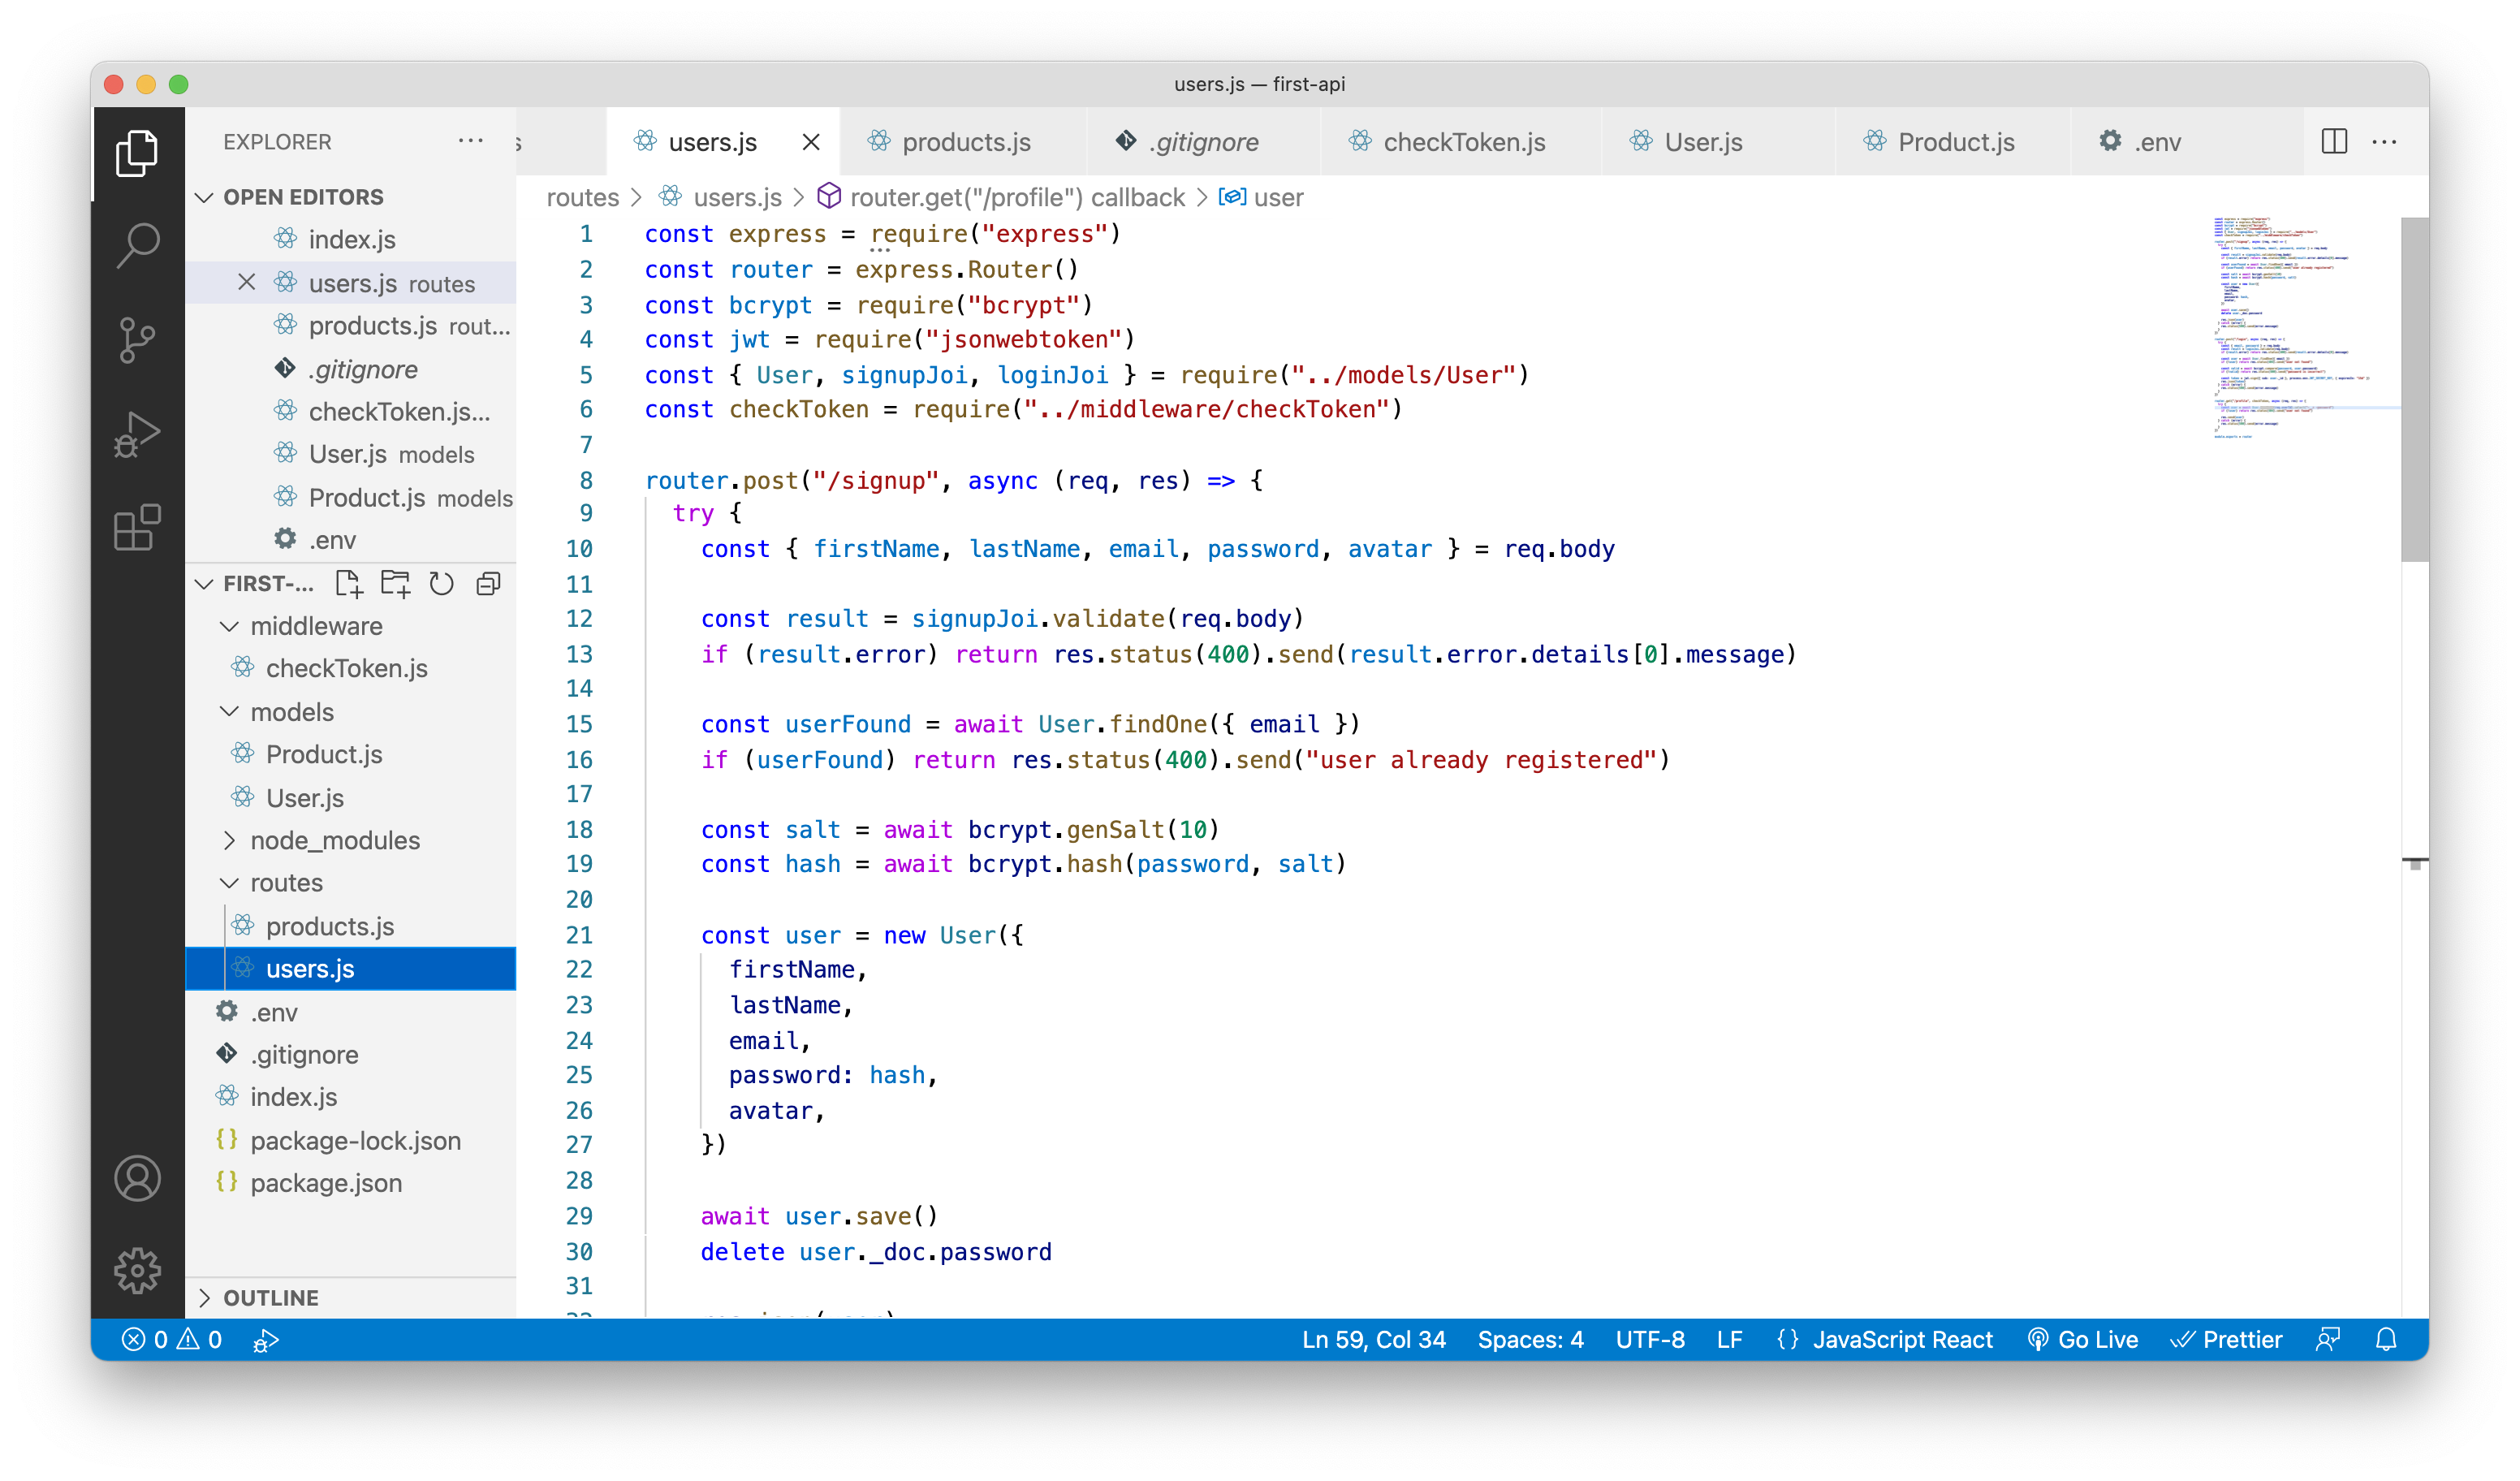 users.js — first-api
EXPLORER
s
users.js
products.js
.gitignore
checkToken.js
User.js
Product.js
.env
OPEN EDITORS
index.js
users.js routes
products.js rout...
.gitignore
checkToken.js...
User.js models
Product.js models
.env
FIRST-...
middleware
checkToken.js
models
Product.js
User.js
node_modules
routes
products.js
users.js
.env
.gitignore
index.js
{} package-lock.json
{} package.json
OUTLINE
routes > users.js > router.get("/profile") callback > user
1 const express = require("express")
2 const router = express.Router()
3 const bcrypt = require("bcrypt")
4 const jwt = require("jsonwebtoken")
5 const { User, signupJoi, loginJoi } = require("../models/User")
6 const checkToken = require("../middleware/checkToken")
7
8 router.post("/signup", async (req, res) => {
9 try {
10 const { firstName, lastName, email, password, avatar } = req.body
11
12 const result = signupJoi.validate(req.body)
13 if (result.error) return res.status(400).send(result.error.details[0].message)
14
15 const userFound = await User.findOne({ email })
16 if (userFound) return res.status(400).send("user already registered")
17
18 const salt = await bcrypt.genSalt(10)
19 const hash = await bcrypt.hash(password, salt)
20
21 const user = new User({
22 firstName,
23 lastName,
24 email,
25 password: hash,
26 avatar,
27 })
28
29 await user.save()
30 delete user._doc.password
31
0 0
Ln 59, Col 34
Spaces: 4
UTF-8
LF
{} JavaScript React
Go Live
Prettier